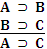 A ⊃ B
B ⊃ C
A ⊃ C